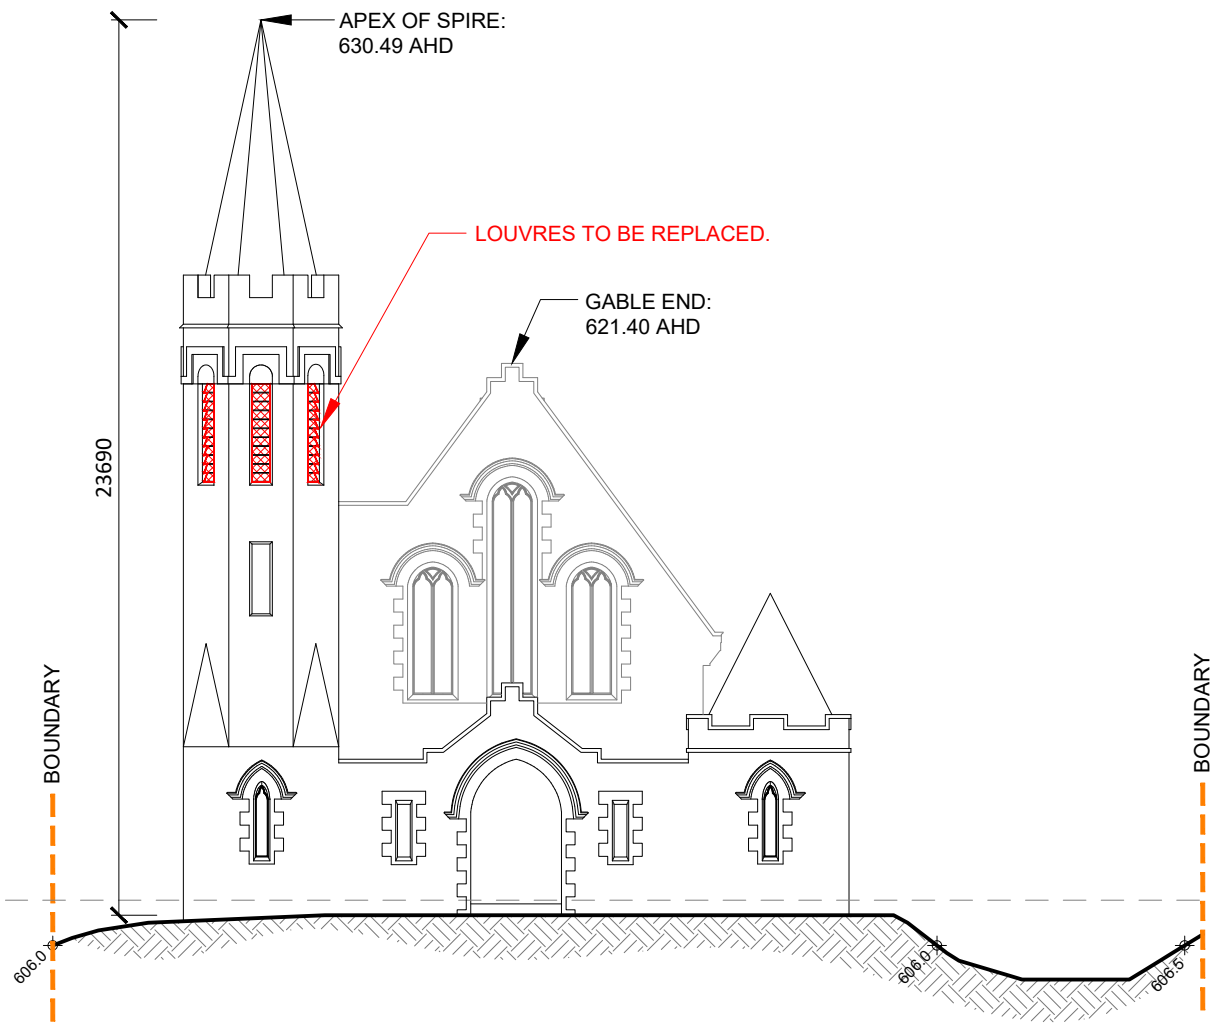 APEX OF SPIRE:
630.49 AHD
LOUVRES TO BE REPLACED.
GABLE END:
621.40 AHD
23690
BOUNDARY
BOUNDARY
606.0
606.0
606.5